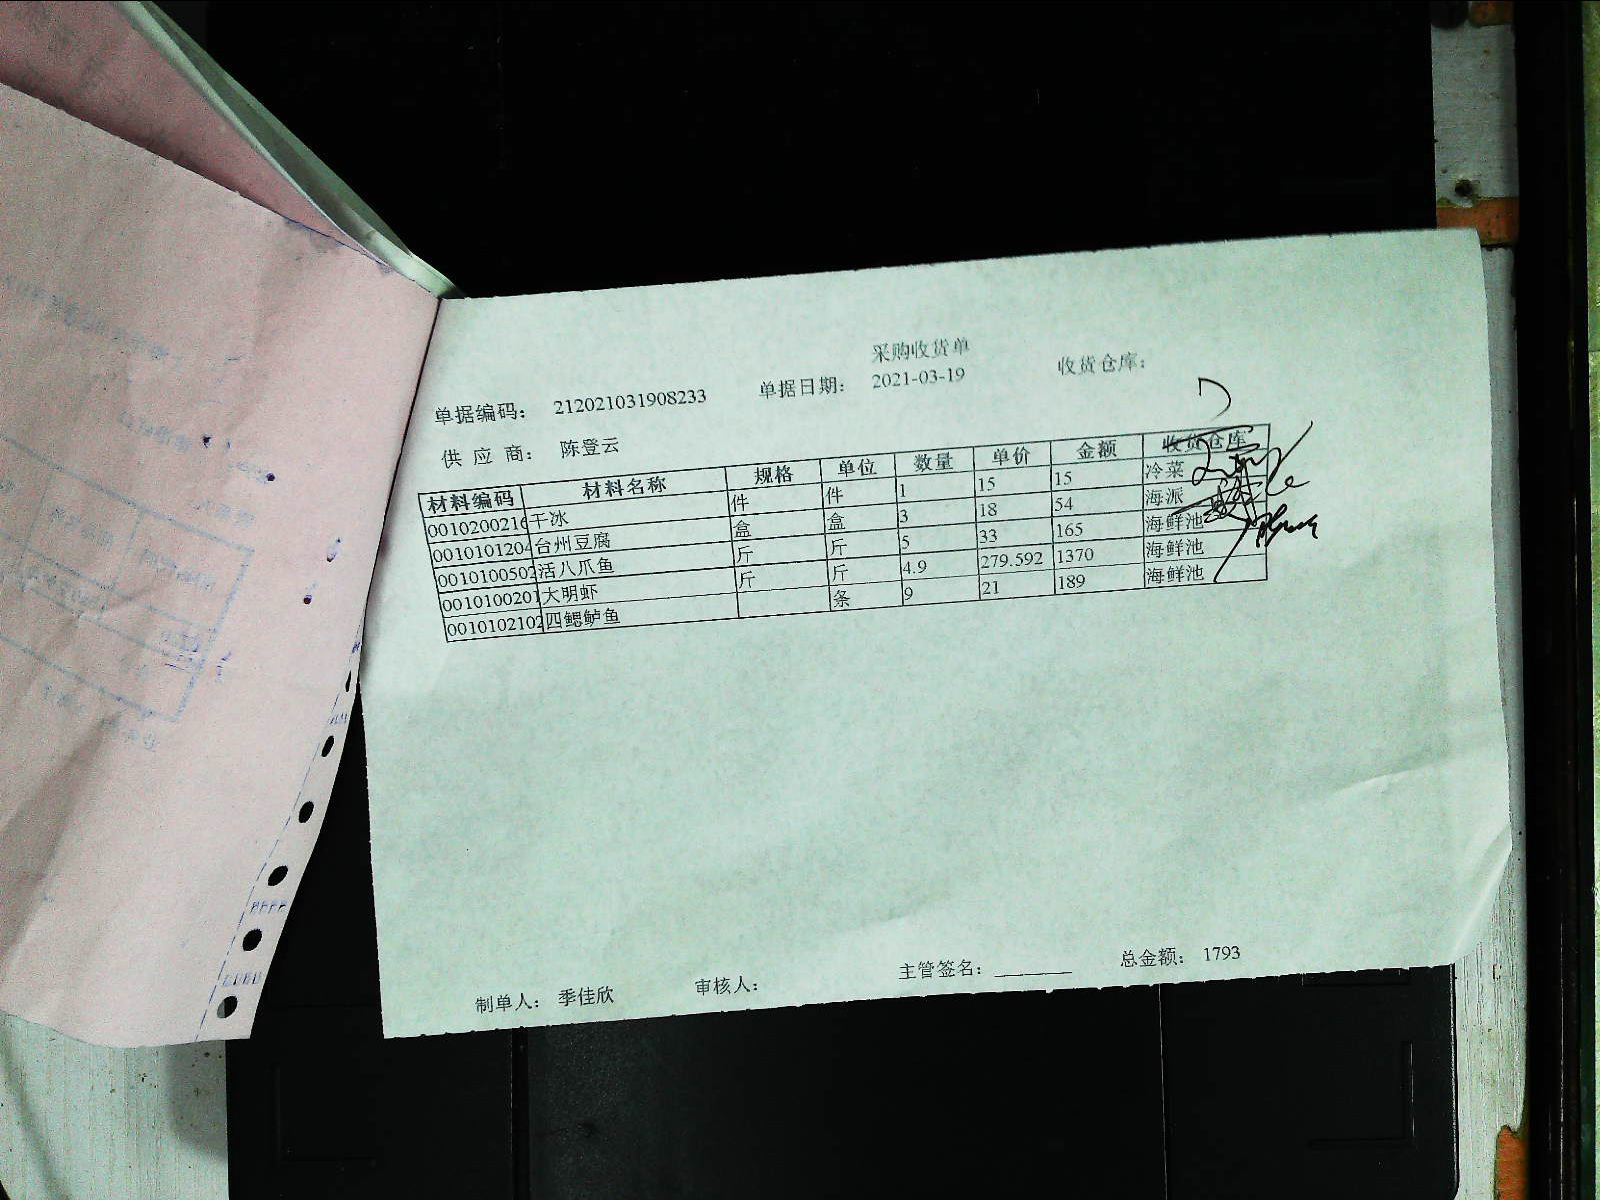 采购收货单
单据编码： 212021031908233 单据日期： 2021-03-19 收货仓库：
供 应 商： 陈登云
材料编码 材料名称 规格 单位 数量 单价 金额 收货仓库
0010200216 干冰 件 件 1 15 15 冷菜
0010101204 台州豆腐 盒 盒 3 18 54 海派
0010100502 活八爪鱼 斤 斤 5 33 165 海鲜池
0010100201 大明虾 斤 斤 4.9 279.592 1370 海鲜池
0010102102 四鳃鲈鱼 条 9 21 189 海鲜池
制单人： 季佳欣 审核人： 主管签名： 总金额： 1793